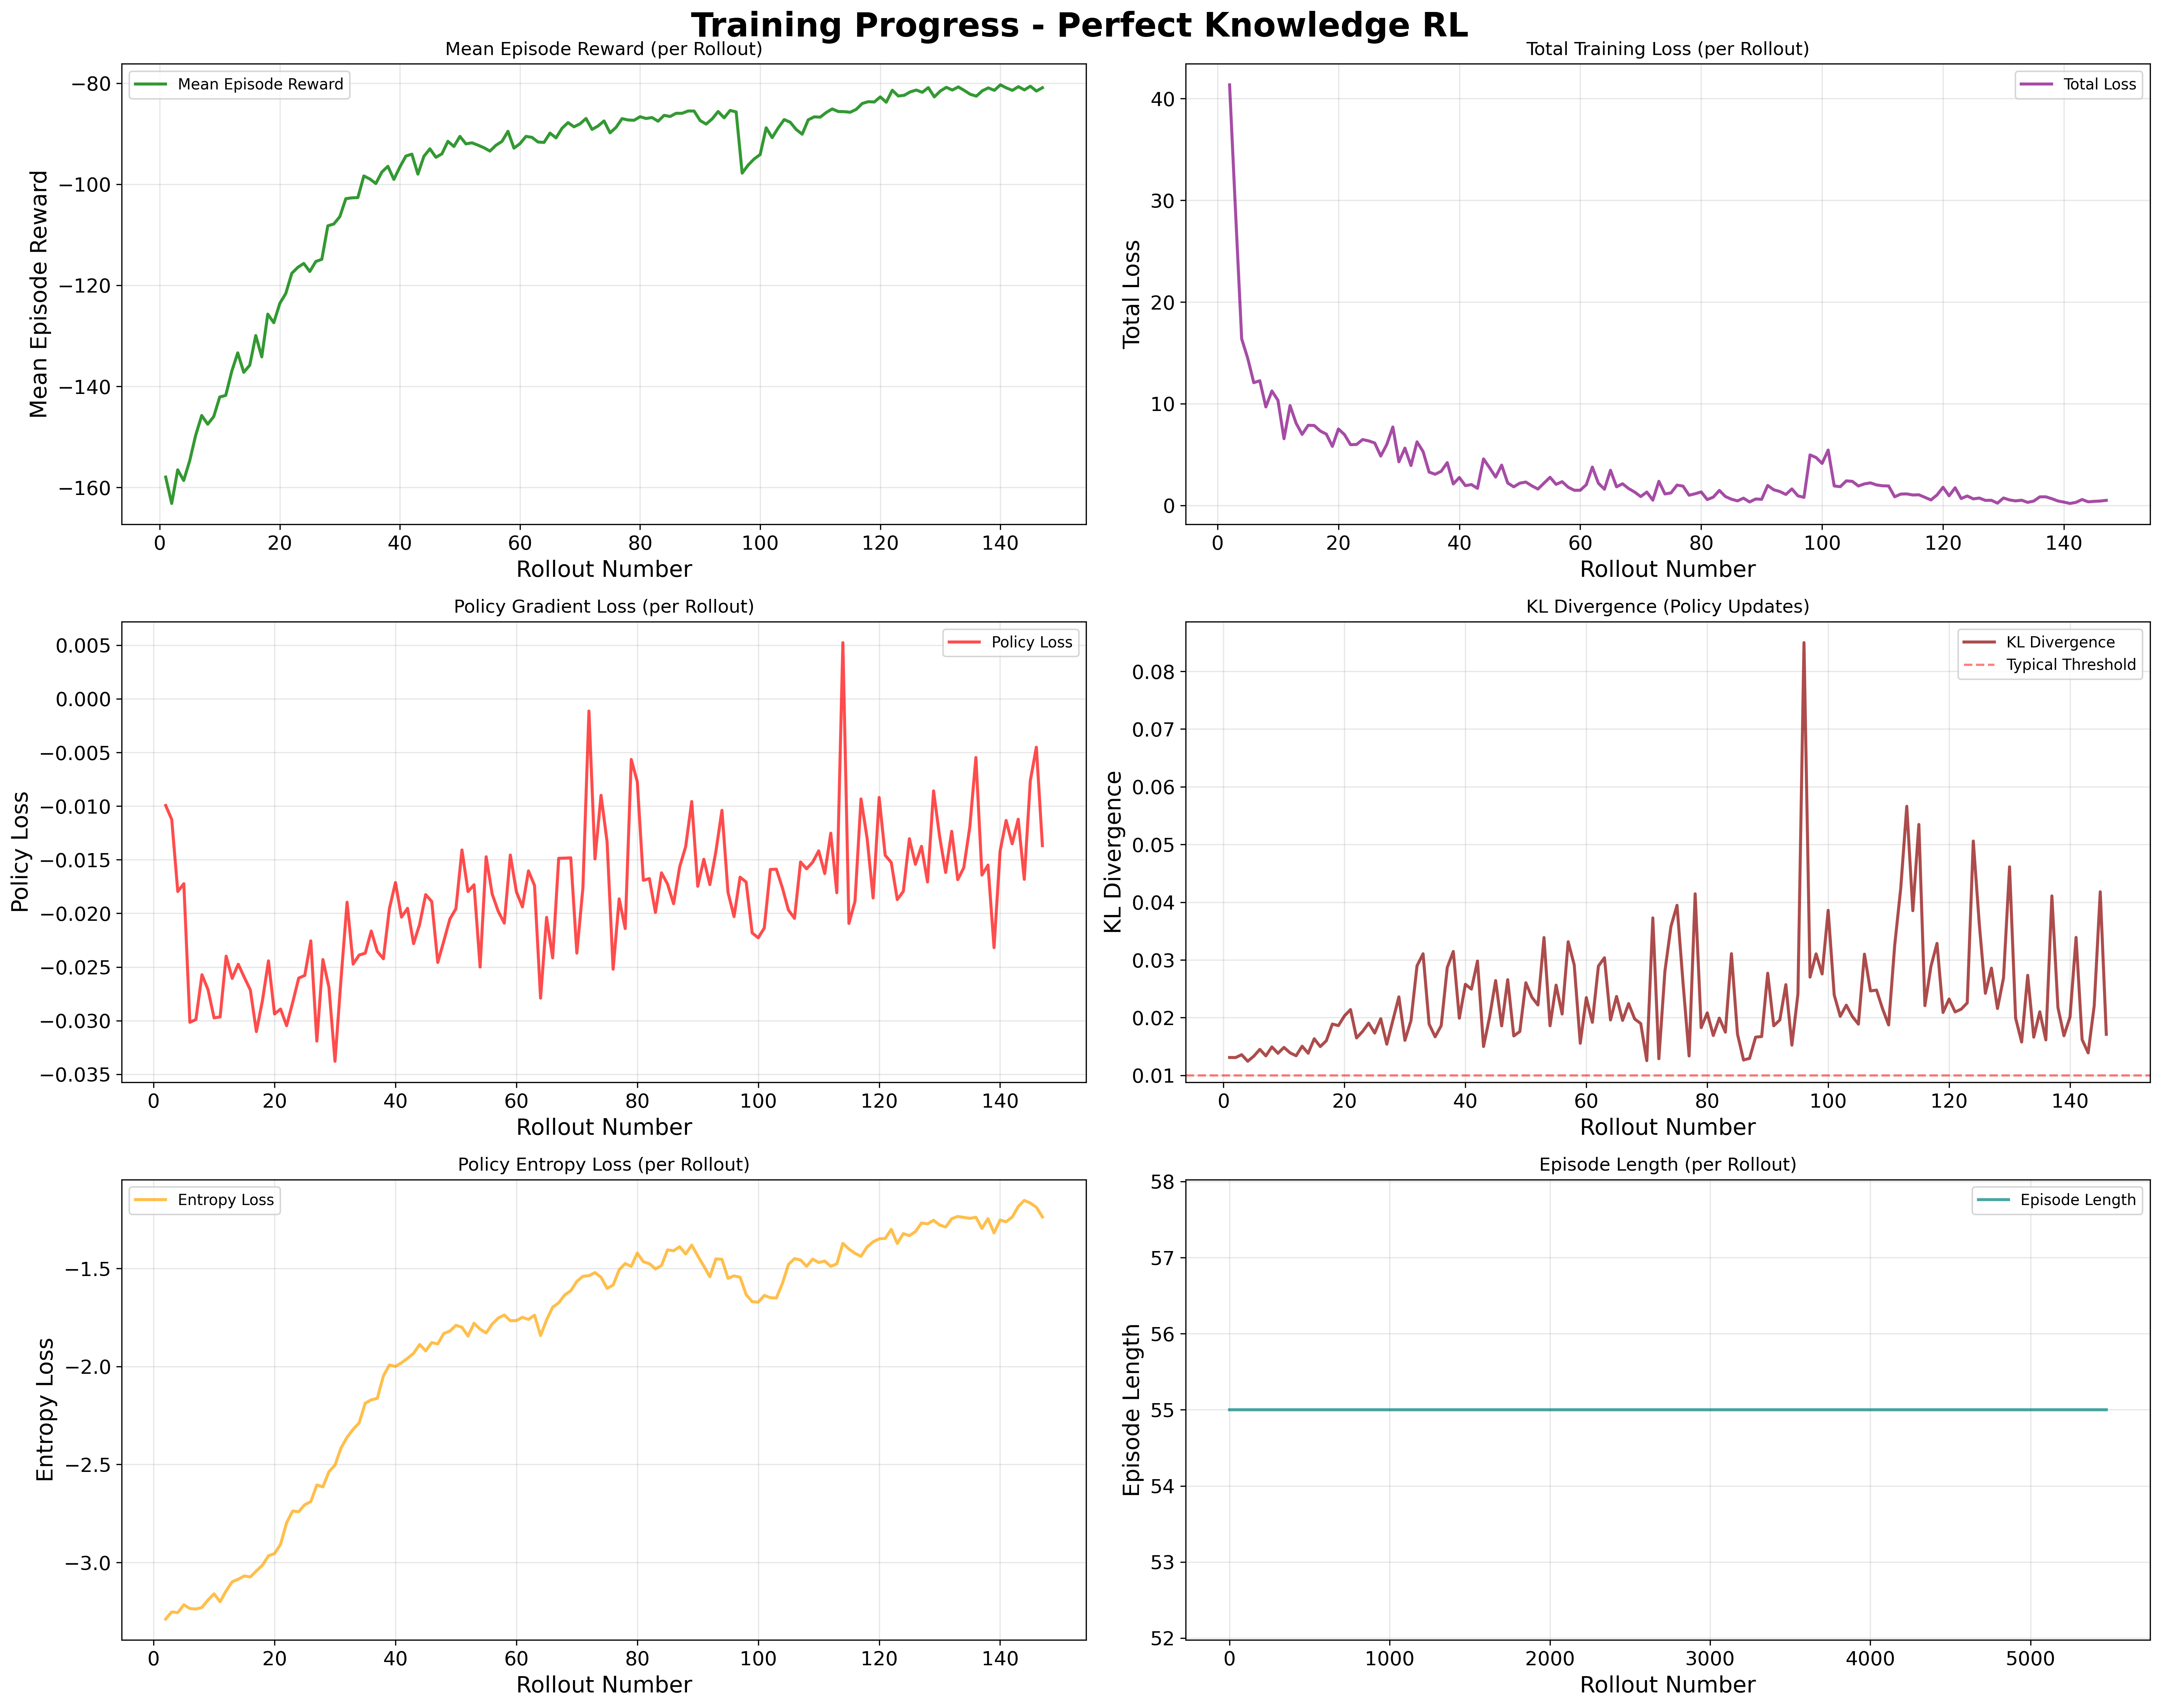 Training Progress - Perfect Knowledge RL
Mean Episode Reward (per Rollout)
Mean Episode Reward
−80
−100
−120
−140
−160
Mean Episode Reward
0 20 40 60 80 100 120 140
Rollout Number
Total Training Loss (per Rollout)
Total Loss
40
30
20
10
0
Total Loss
0 20 40 60 80 100 120 140
Rollout Number
Policy Gradient Loss (per Rollout)
Policy Loss
0.005
0.000
−0.005
−0.010
−0.015
−0.020
−0.025
−0.030
−0.035
Policy Loss
0 20 40 60 80 100 120 140
Rollout Number
KL Divergence (Policy Updates)
KL Divergence
Typical Threshold
0.08
0.07
0.06
0.05
0.04
0.03
0.02
0.01
KL Divergence
0 20 40 60 80 100 120 140
Rollout Number
Policy Entropy Loss (per Rollout)
Entropy Loss
−1.5
−2.0
−2.5
−3.0
Entropy Loss
0 20 40 60 80 100 120 140
Rollout Number
Episode Length (per Rollout)
Episode Length
58
57
56
55
54
53
52
Episode Length
0 1000 2000 3000 4000 5000
Rollout Number